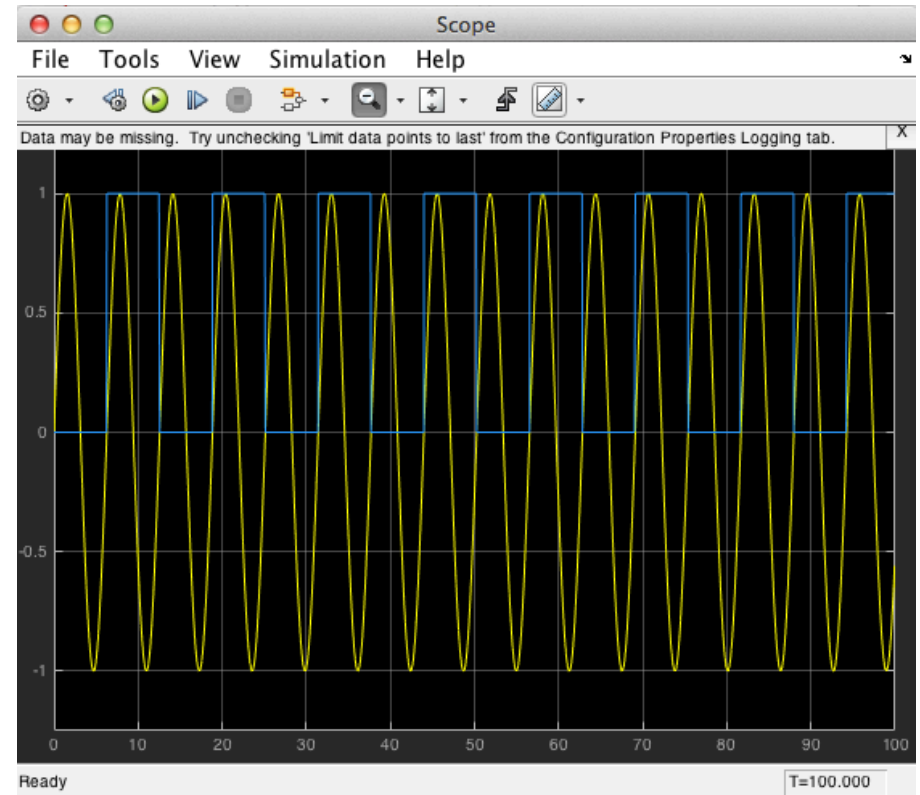 Scope
File Tools View Simulation Help
Data may be missing. Try unchecking 'Limit data points to last' from the Configuration Properties Logging tab. X
1
0.5
0
-0.5
-1
0 10 20 30 40 50 60 70 80 90 100
Ready T=100.000